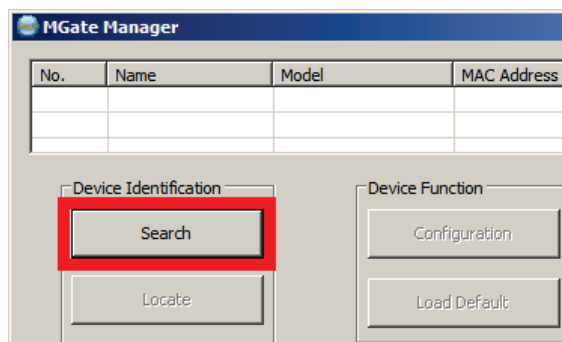 MGate Manager
No. Name Model MAC Address
Device Identification Device Function
Search Configuration
Locate Load Default